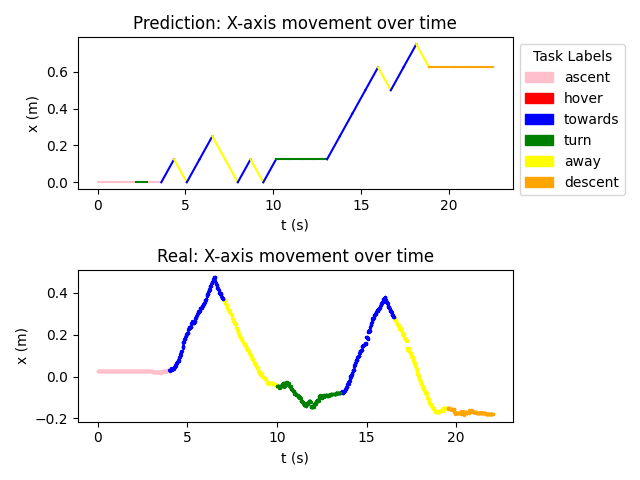 Prediction: X-axis movement over time
x (m)
0.6
0.4
0.2
0.0
0 5 10 15 20
t (s)
Task Labels
ascent
hover
towards
turn
away
descent
Real: X-axis movement over time
x (m)
0.4
0.2
0.0
−0.2
0 5 10 15 20
t (s)